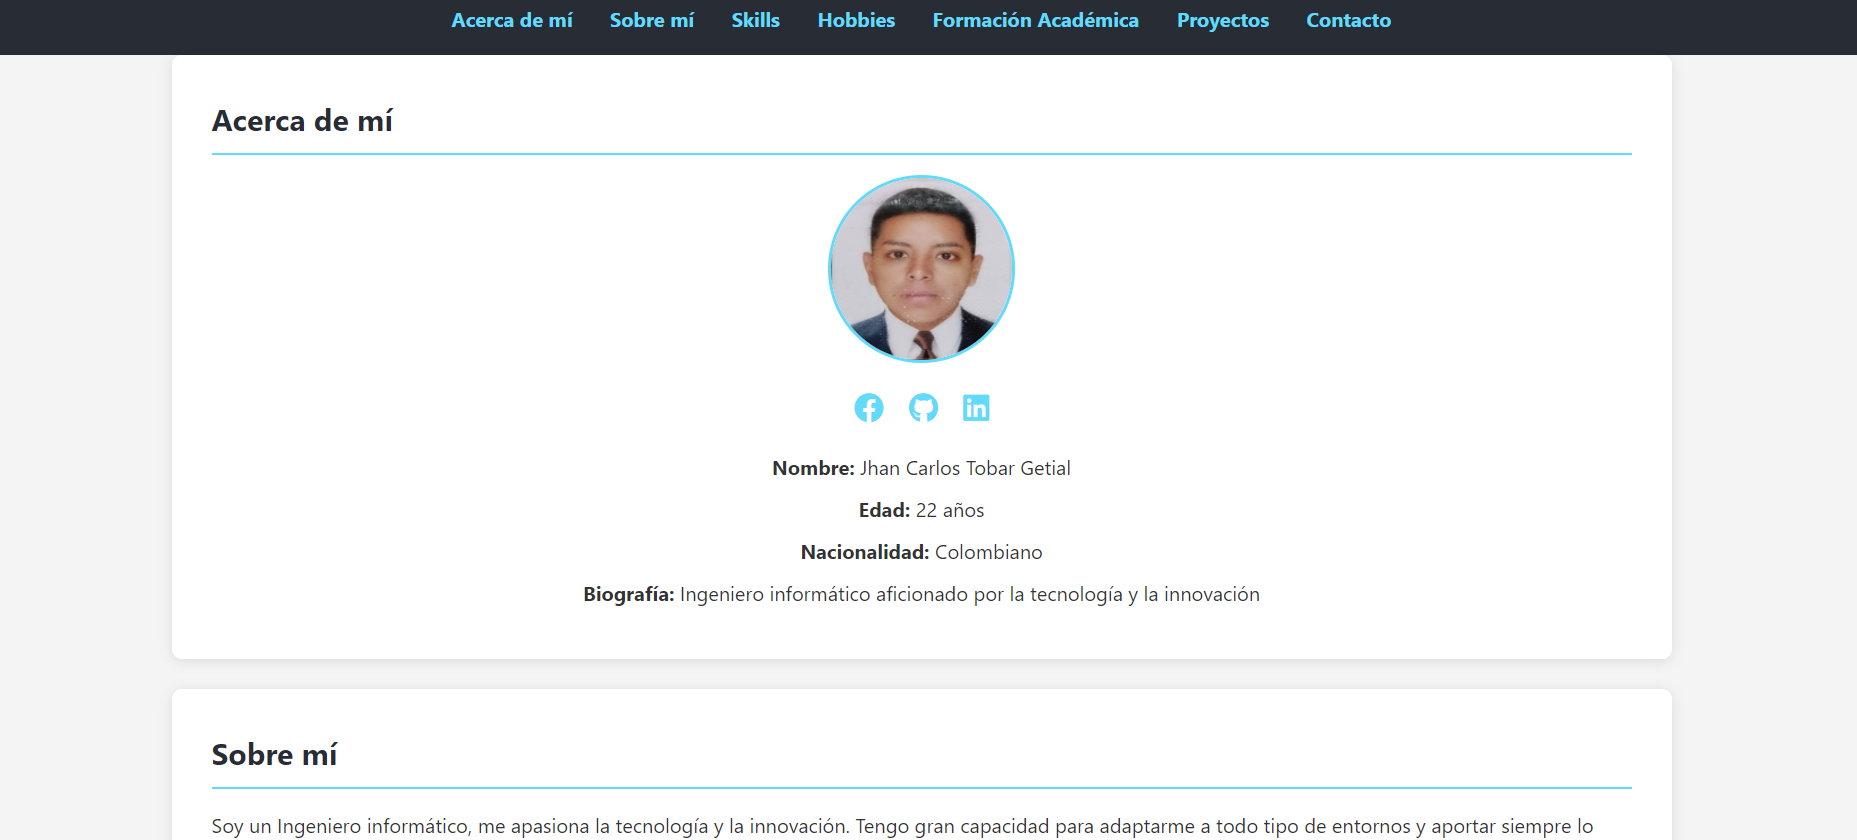 Acerca de mí Sobre mí Skills Hobbies Formación Académica Proyectos Contacto
Acerca de mí
Nombre: Jhan Carlos Tobar Getial
Edad: 22 años
Nacionalidad: Colombiano
Biografía: Ingeniero informático aficionado por la tecnología y la innovación
Sobre mí
Soy un Ingeniero informático, me apasiona la tecnología y la innovación. Tengo gran capacidad para adaptarme a todo tipo de entornos y aportar siempre lo